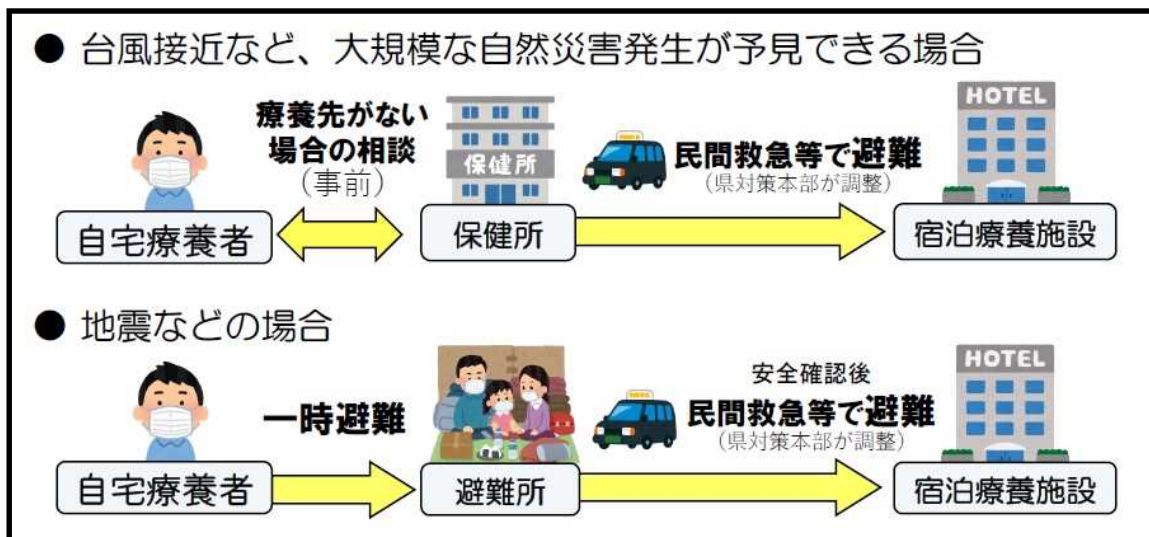 ● 台風接近など、大規模な自然災害発生が予見できる場合
療養先がない
場合の相談
（事前）
保健所
民間救急等で避難
（県対策本部が調整）
HOTEL
自宅療養者
保健所
宿泊療養施設
● 地震などの場合
一時避難
安全確認後
民間救急等で避難
（県対策本部が調整）
HOTEL
自宅療養者
避難所
宿泊療養施設